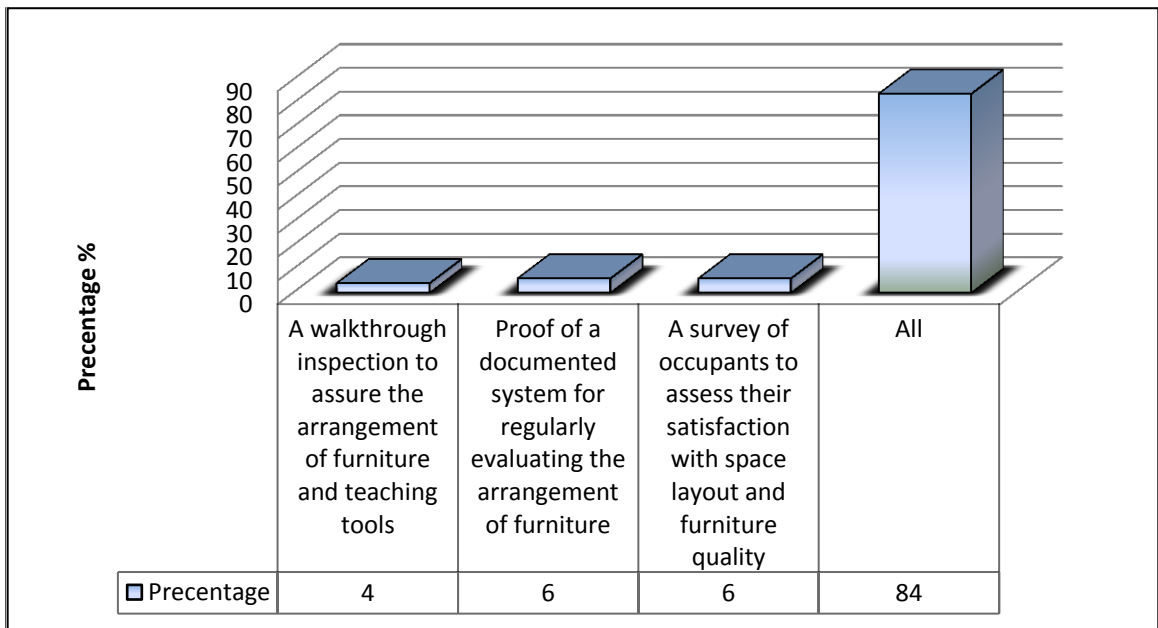 Precentage %
90
80
70
60
50
40
30
20
10
0
A walkthrough
inspection to
assure the
arrangement
of furniture
and teaching
tools
Proof of a
documented
system for
regularly
evaluating the
arrangement
of furniture
A survey of
occupants to
assess their
satisfaction
with space
layout and
furniture
quality
All
Precentage 4 6 6 84